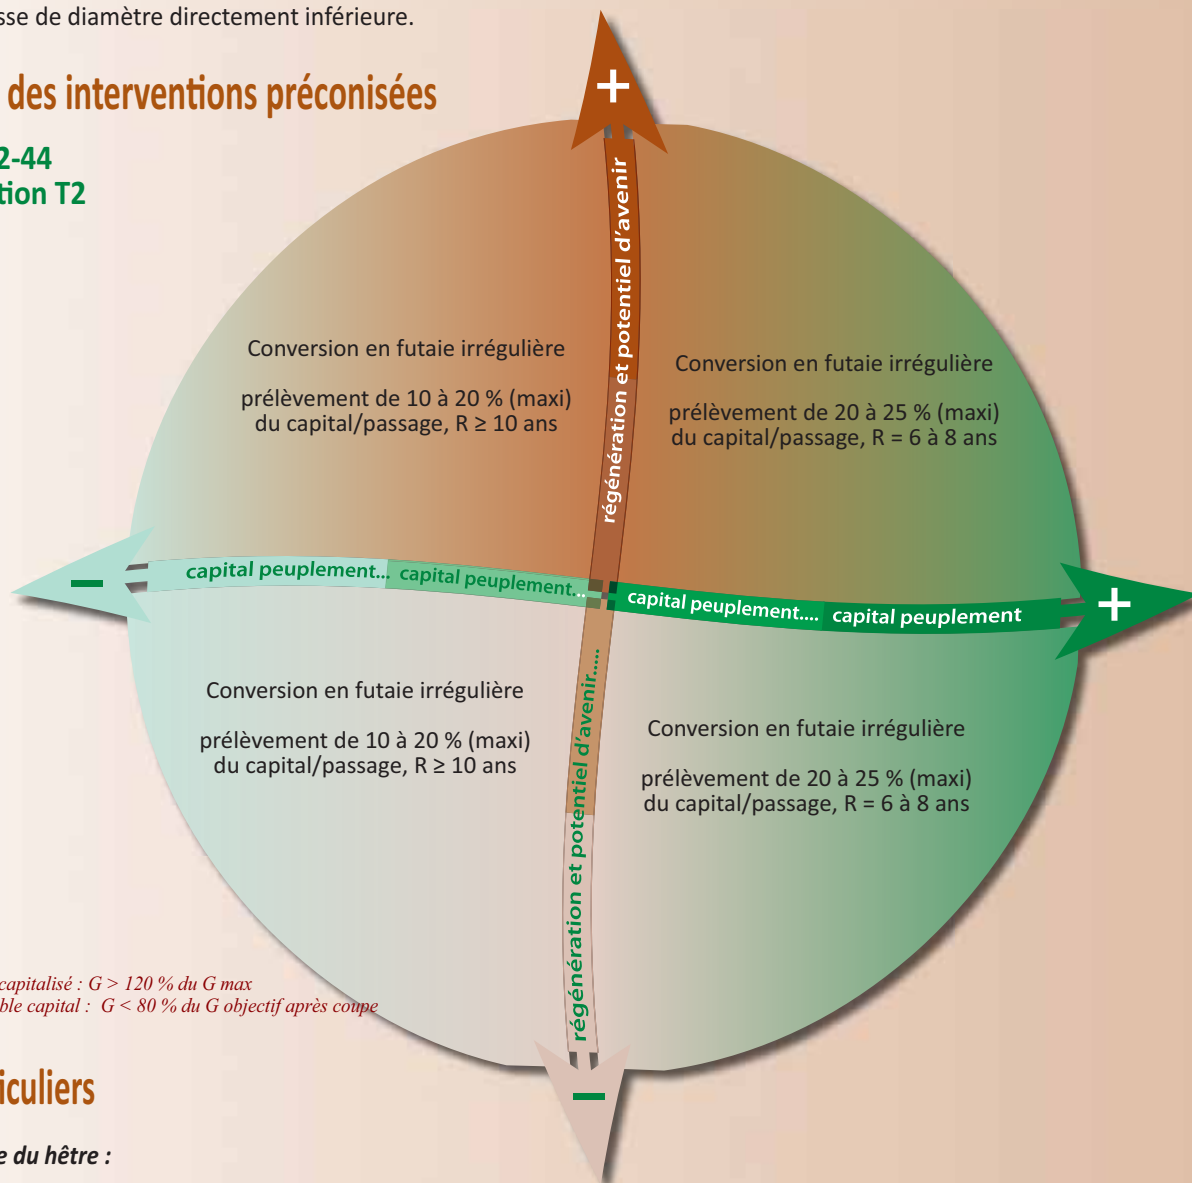 sse de diamètre directement inférieure.
des interventions préconisées
2-44
tion T2
+
régénération et potentiel d'avenir
Conversion en futaie irrégulière
prélèvement de 10 à 20 % (maxi)
du capital/passage, R ≥ 10 ans
Conversion en futaie irrégulière
prélèvement de 20 à 25 % (maxi)
du capital/passage, R = 6 à 8 ans
−
capital peuplement...
capital peuplement...
capital peuplement....
capital peuplement
+
Conversion en futaie irrégulière
prélèvement de 10 à 20 % (maxi)
du capital/passage, R ≥ 10 ans
Conversion en futaie irrégulière
prélèvement de 20 à 25 % (maxi)
du capital/passage, R = 6 à 8 ans
régénération et potentiel d'avenir.....
−
capitalisé : G > 120 % du G max
ble capital : G < 80 % du G objectif après coupe
iculiers
e du hêtre :